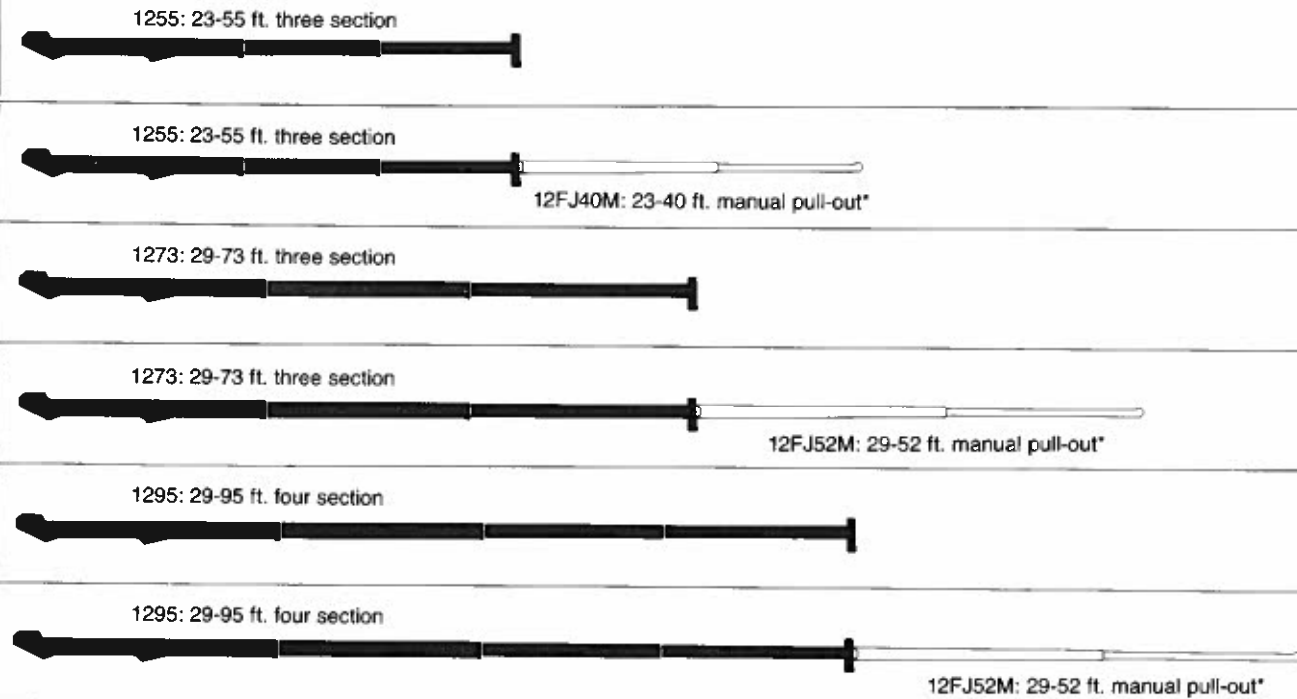 1255: 23-55 ft. three section
1255: 23-55 ft. three section
12FJ40M: 23-40 ft. manual pull-out*
1273: 29-73 ft. three section
1273: 29-73 ft. three section
12FJ52M: 29-52 ft. manual pull-out*
1295: 29-95 ft. four section
1295: 29-95 ft. four section
12FJ52M: 29-52 ft. manual pull-out*